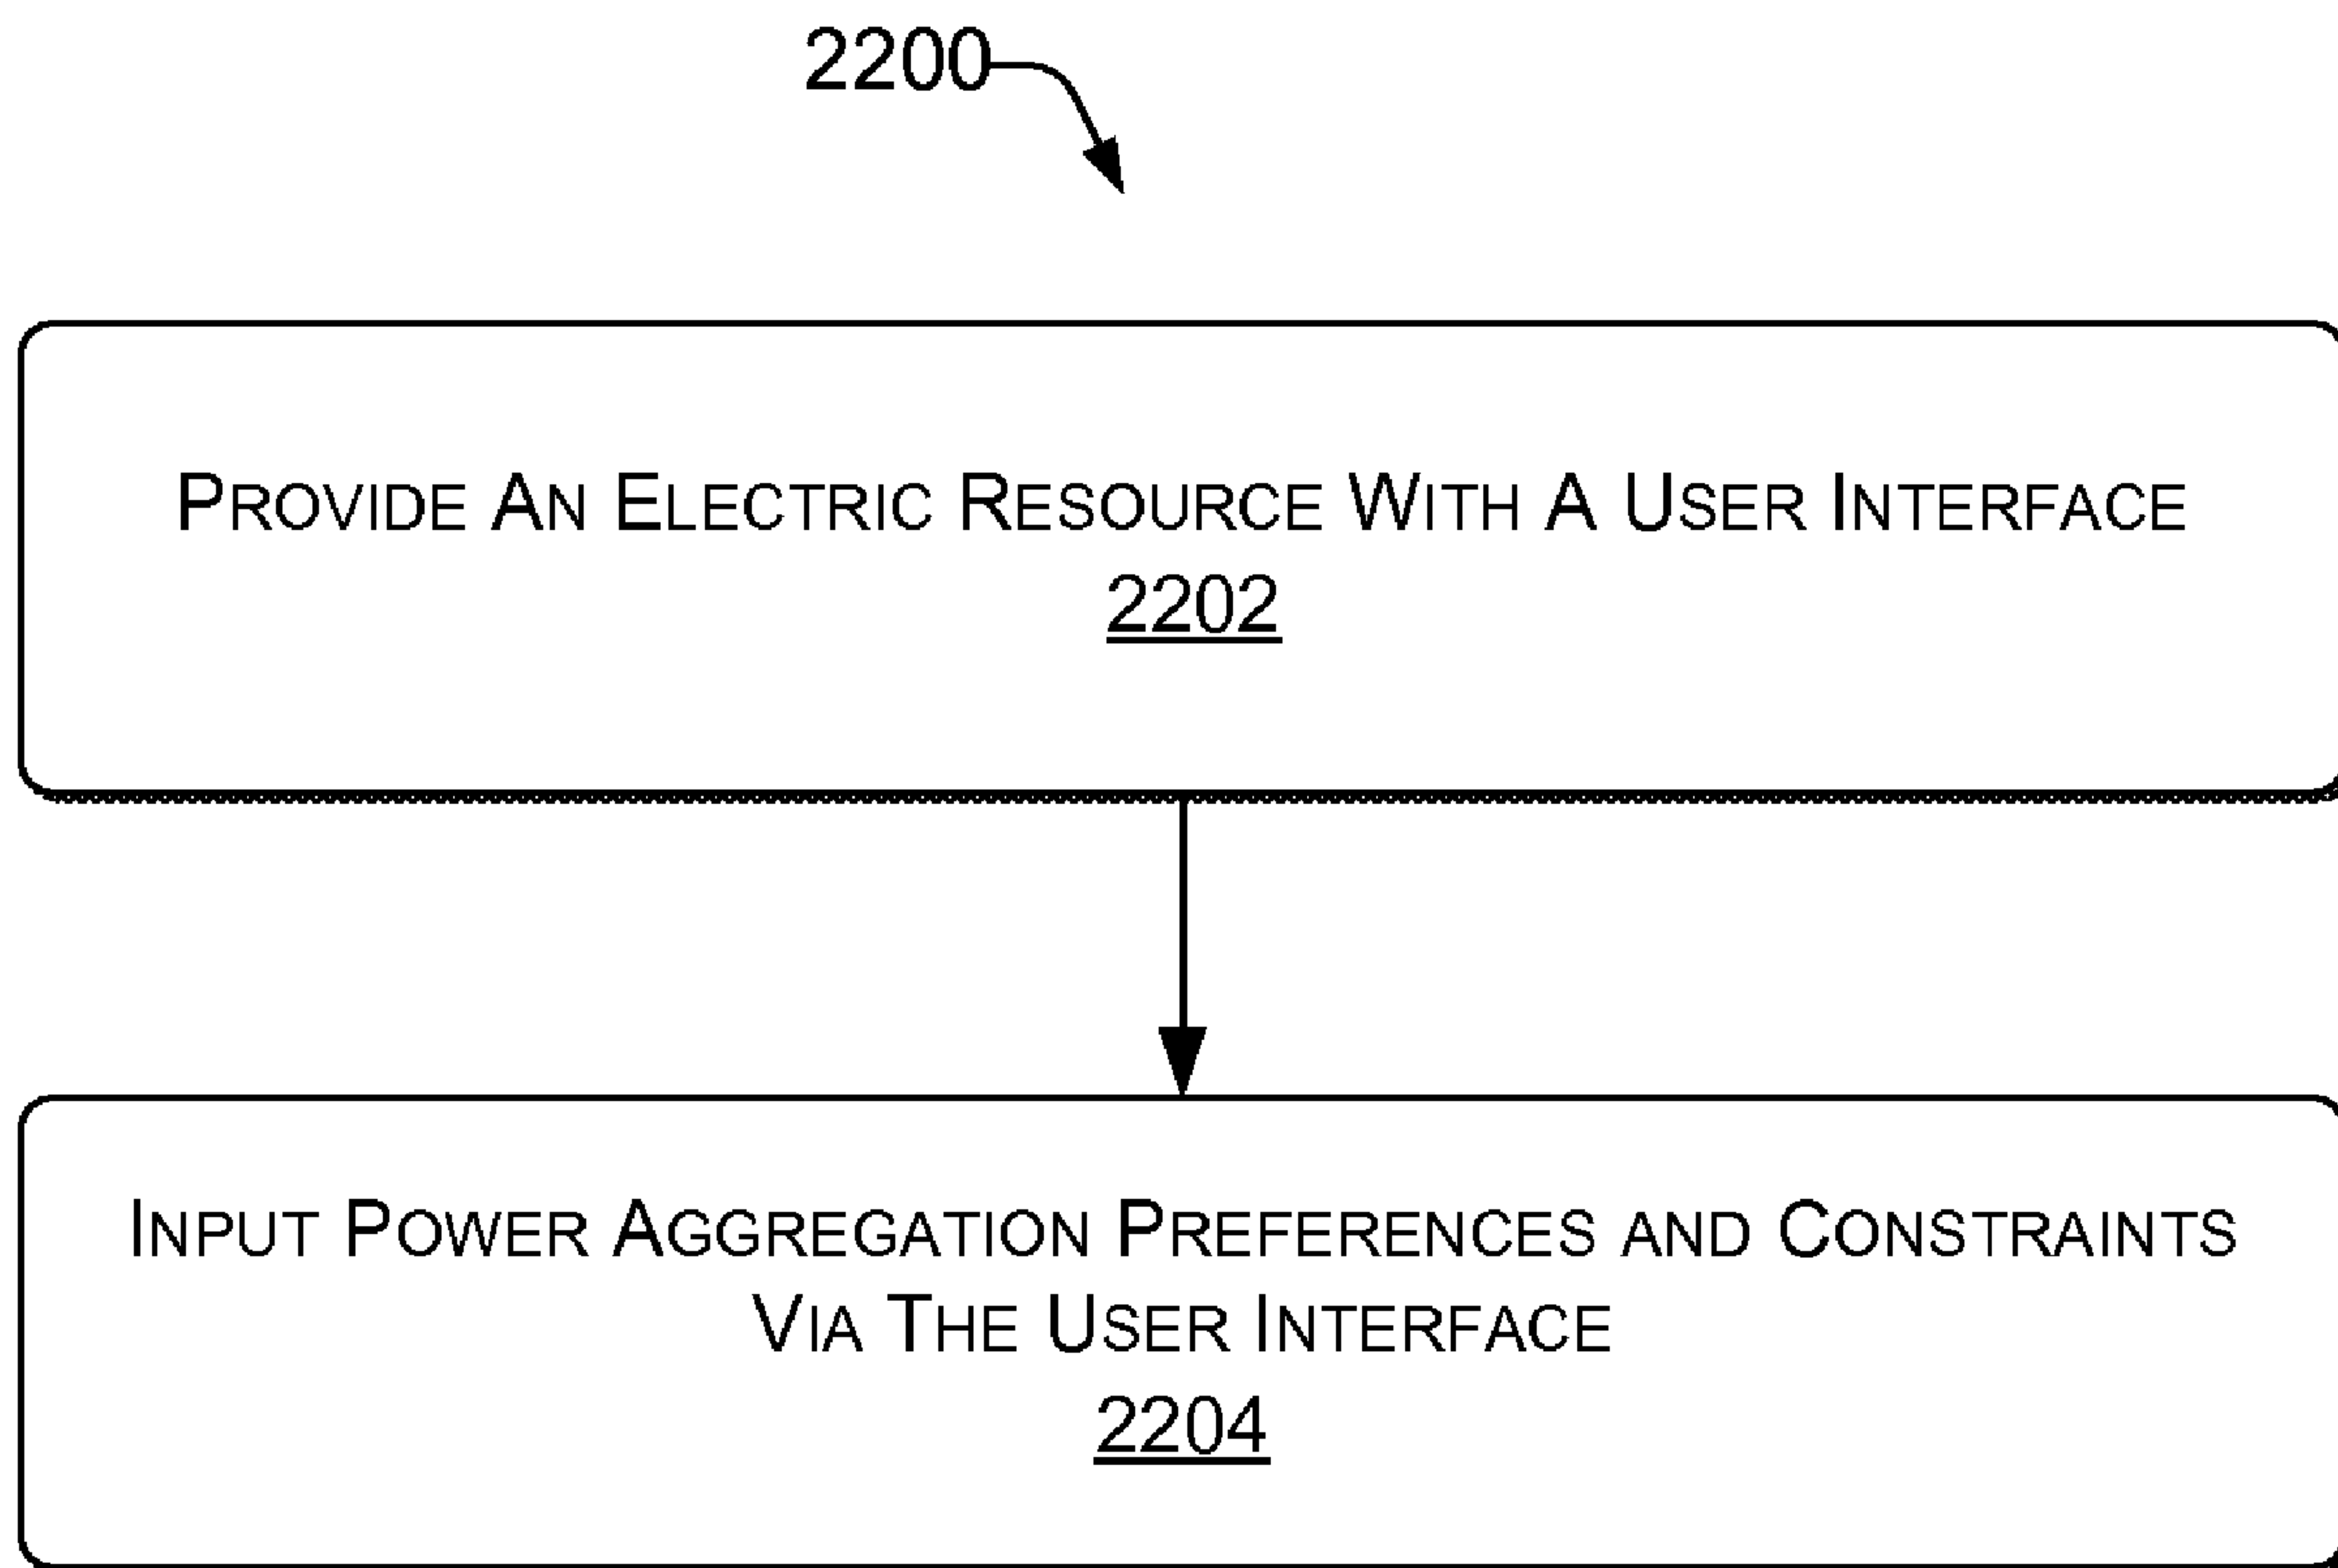 2200
PROVIDE AN ELECTRIC RESOURCE WITH A USER INTERFACE
2202
INPUT POWER AGGREGATION PREFERENCES AND CONSTRAINTS
VIA THE USER INTERFACE
2204